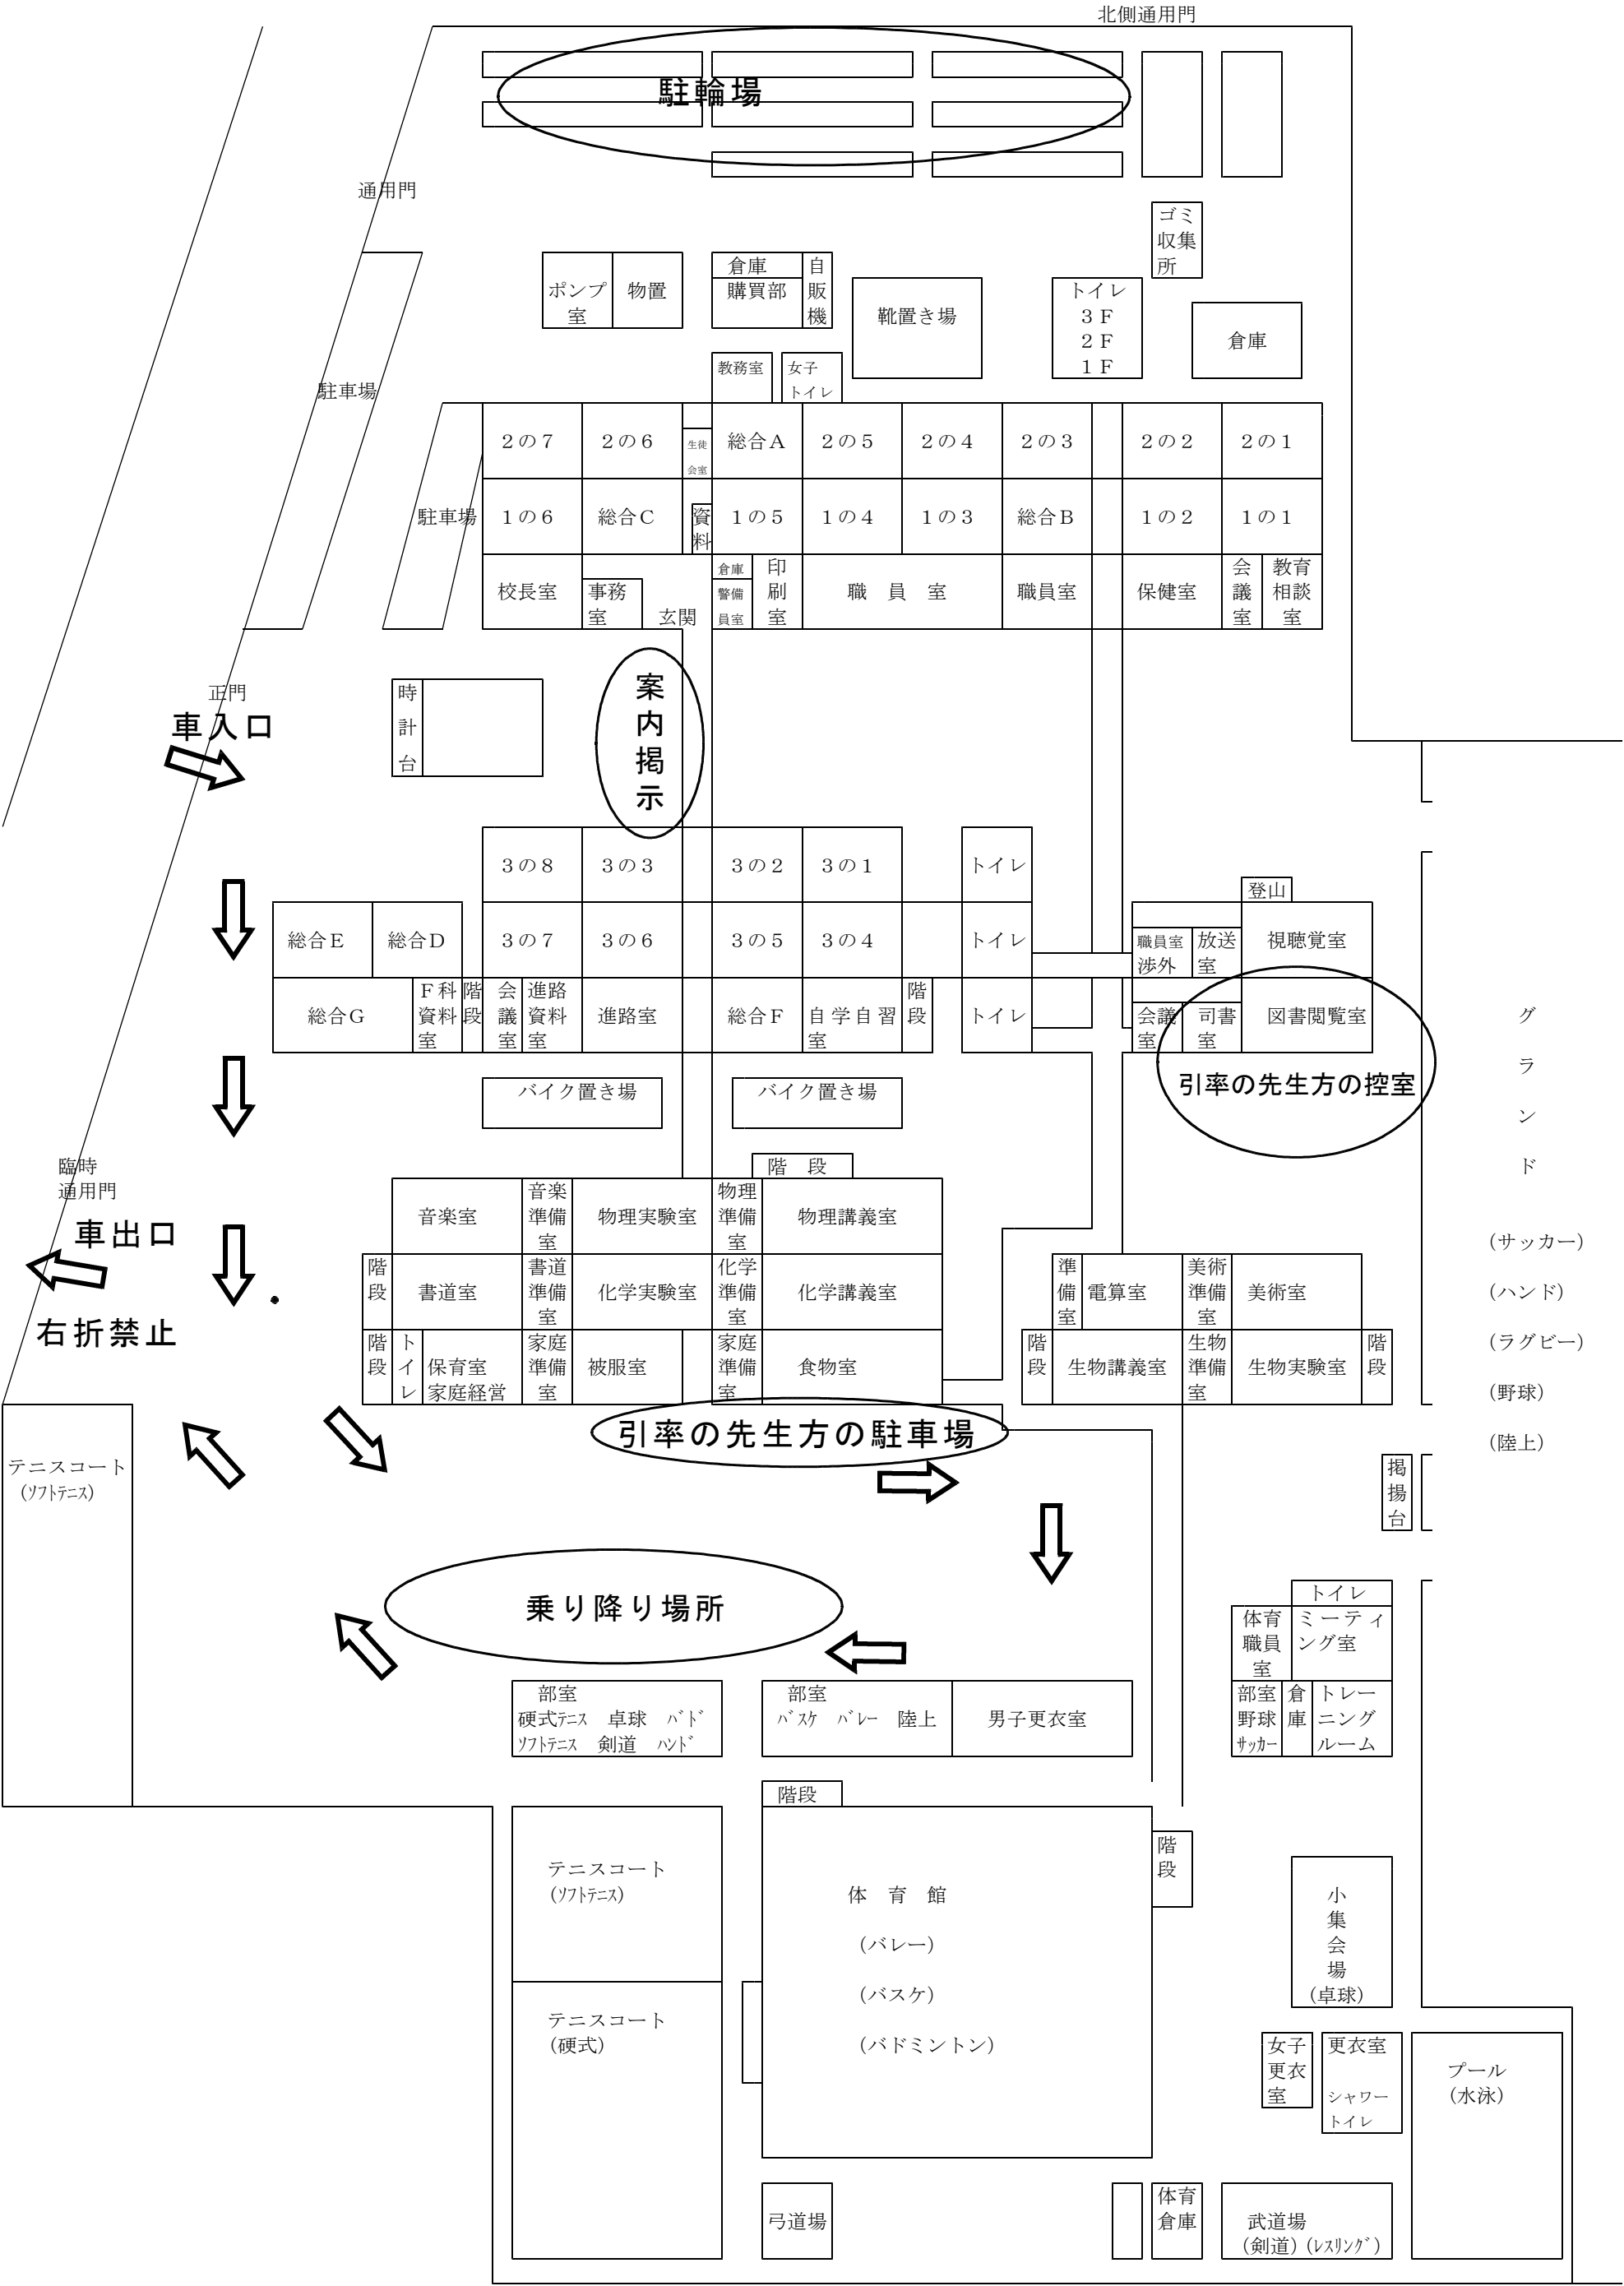 北側通用門
駐輪場
通用門
ゴミ
収集
所
ポンプ
室
物置
倉庫
購買部
自
販
機
靴置き場
トイレ
３Ｆ
２Ｆ
１Ｆ
倉庫
駐車場
教務室
女子
トイレ
２の７
２の６
生徒
会室
総合Ａ
２の５
２の４
２の３
２の２
２の１
駐車場
１の６
総合Ｃ
資
料
１の５
１の４
１の３
総合Ｂ
１の２
１の１
校長室
事務
室
玄関
倉庫
警備
員室
印
刷
室
職　員　室
職員室
保健室
会
議
室
教育
相談
室
正門
車入口
時
計
台
案
内
掲
示
３の８
３の３
３の２
３の１
トイレ
登山
総合Ｅ
総合Ｄ
３の７
３の６
３の５
３の４
トイレ
職員室
渉外
放送
室
視聴覚室
総合Ｇ
Ｆ科
資料
室
階
段
会
議
室
進路
資料
室
進路室
総合Ｆ
自学自習
室
階
段
トイレ
会議
室
司書
室
図書閲覧室
引率の先生方の控室
グ
ラ
ン
ド
（サッカー）
（ハンド）
（ラグビー）
（野球）
（陸上）
バイク置き場
バイク置き場
臨時
通用門
車出口
右折禁止
階　段
音楽室
音楽
準備
室
物理実験室
物理
準備
室
物理講義室
階
段
書道室
書道
準備
室
化学実験室
化学
準備
室
化学講義室
準
備
室
電算室
美術
準備
室
美術室
階
段
ト
イ
レ
保育室
家庭経営
家庭
準備
室
被服室
家庭
準備
室
食物室
階
段
生物講義室
生物
準備
室
生物実験室
階
段
引率の先生方の駐車場
テニスコート
（ｿﾌﾄﾃﾆｽ）
掲
揚
台
乗り降り場所
トイレ
体育
職員
室
ミーティ
ング室
部室
野球
ｻｯｶｰ
倉
庫
トレー
ニング
ルーム
部室
硬式ﾃﾆｽ　卓球　ﾊﾞﾄﾞ
ｿﾌﾄﾃﾆｽ　剣道　ﾊﾝﾄﾞ
部室
ﾊﾞｽｹ　ﾊﾞﾚｰ　陸上
男子更衣室
階段
テニスコート
（ｿﾌﾄﾃﾆｽ）
体　育　館
（バレー）
（バスケ）
（バドミントン）
階
段
小
集
会
場
（卓球）
テニスコート
（硬式）
女子
更衣
室
更衣室
シャワー
トイレ
プール
（水泳）
弓道場
体育
倉庫
武道場
（剣道）（ﾚｽﾘﾝｸﾞ）